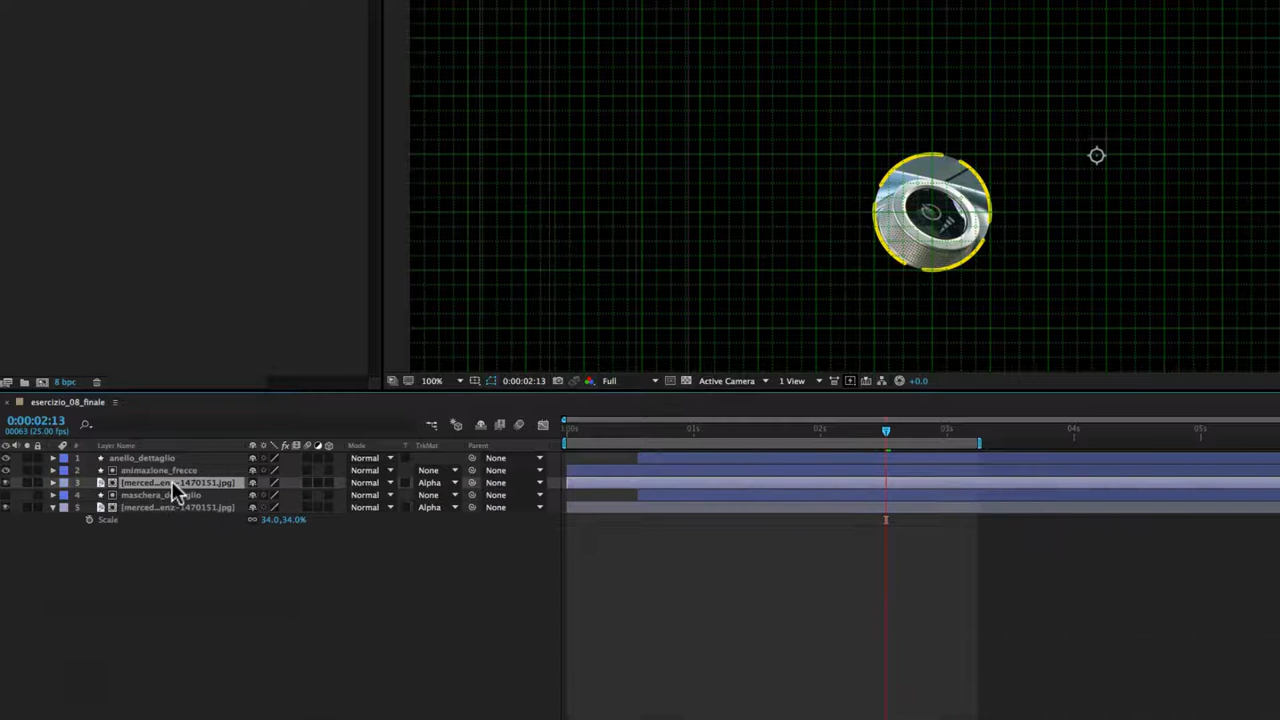 8 bpc
100% 0:00:02:13 Full Active Camera 1 View +0.0
esercizio_08_finale
0:00:02:13
00063 (25.00 fps)
:00s 01s 02s 03s 04s 05s
# Layer Name Mode T TrkMat Parent
1 anello_dettaglio Normal None
2 animazione_frecce Normal None None
3 [merced...enz-1470151.jpg] Normal Alpha None
4 maschera_de glio Normal None None
5 [merced...enz-1470151.jpg] Normal Alpha None
Scale 34.0,34.0%